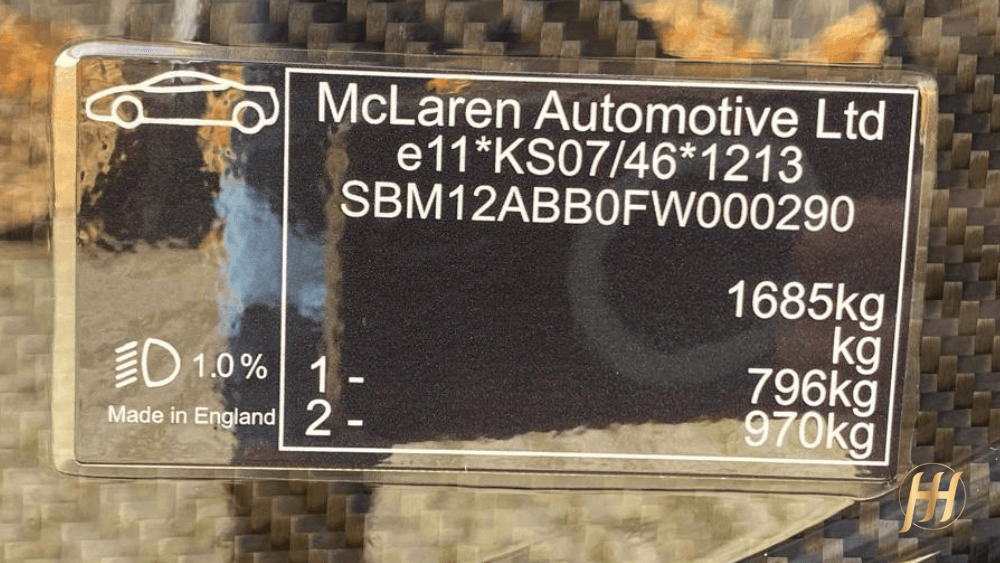 McLaren Automotive Ltd
e11*KS07/46*1213
SBM12ABB0FW000290
1685kg
kg
1 - 796kg
2 - 970kg
1.0%
Made in England
HH